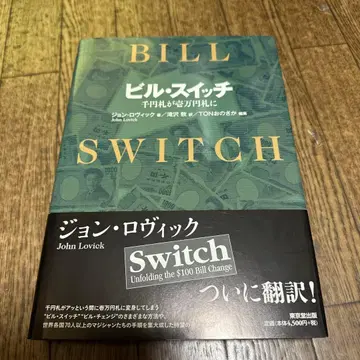 BILL
ビル・スイッチ
千円札が壱万円札に
ジョン・ロヴィック 著／滝沢 敦 訳／TONおのさか 編集
John Lovick
SWITCH
ジョン・ロヴィック
John Lovick
Switch
Unfolding the $100 Bill Change
ついに翻訳！
千円札がアッという間に壱万円札に変身してしまう
"ビル・スイッチ""ビル・チェンジ"のさまざまな方法や、
世界各国70人以上のマジシャンたちの手順を集大成した待望の
東京堂出版
定価(本体4,500円+税)